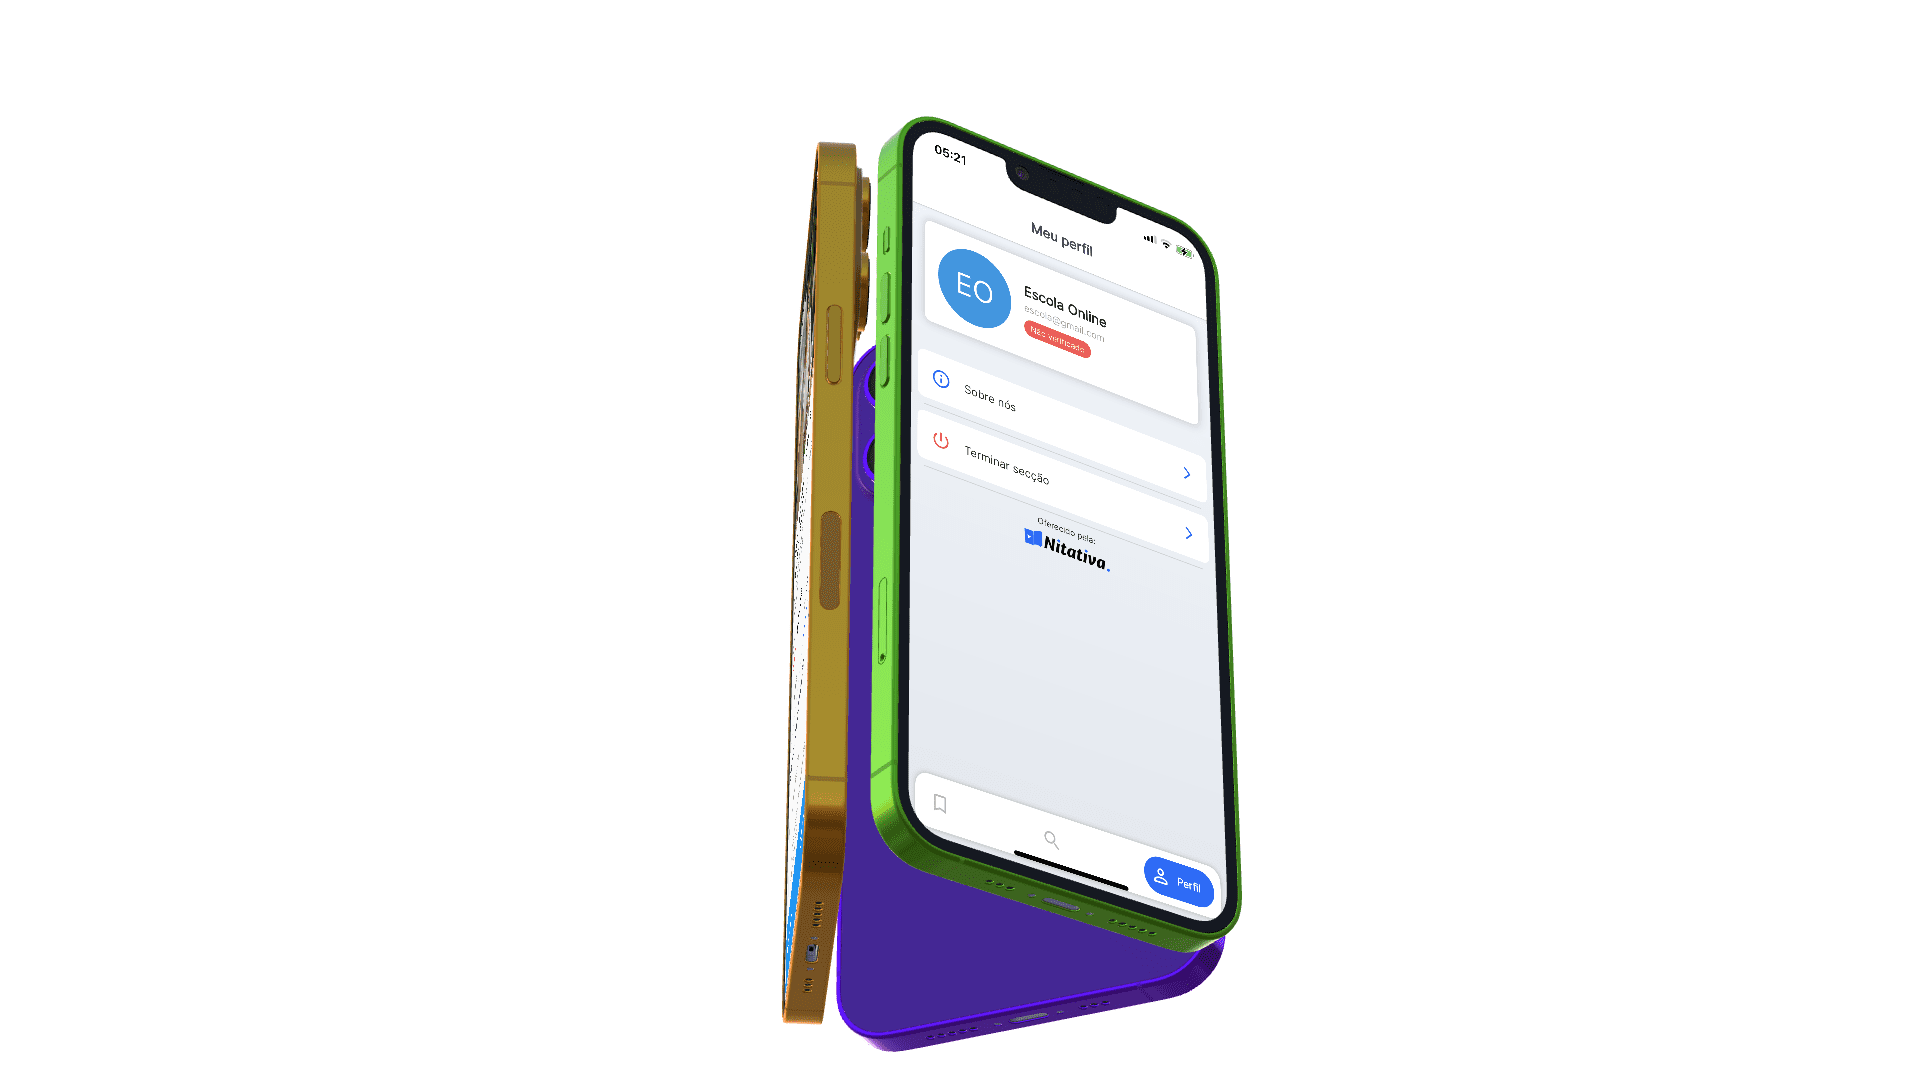 05:21
Meu perfil
EO
Escola Online
escola@gmail.com
Não verificado
Sobre nós
Terminar secção
Oferecido pela:
Nitativa.
Perfil